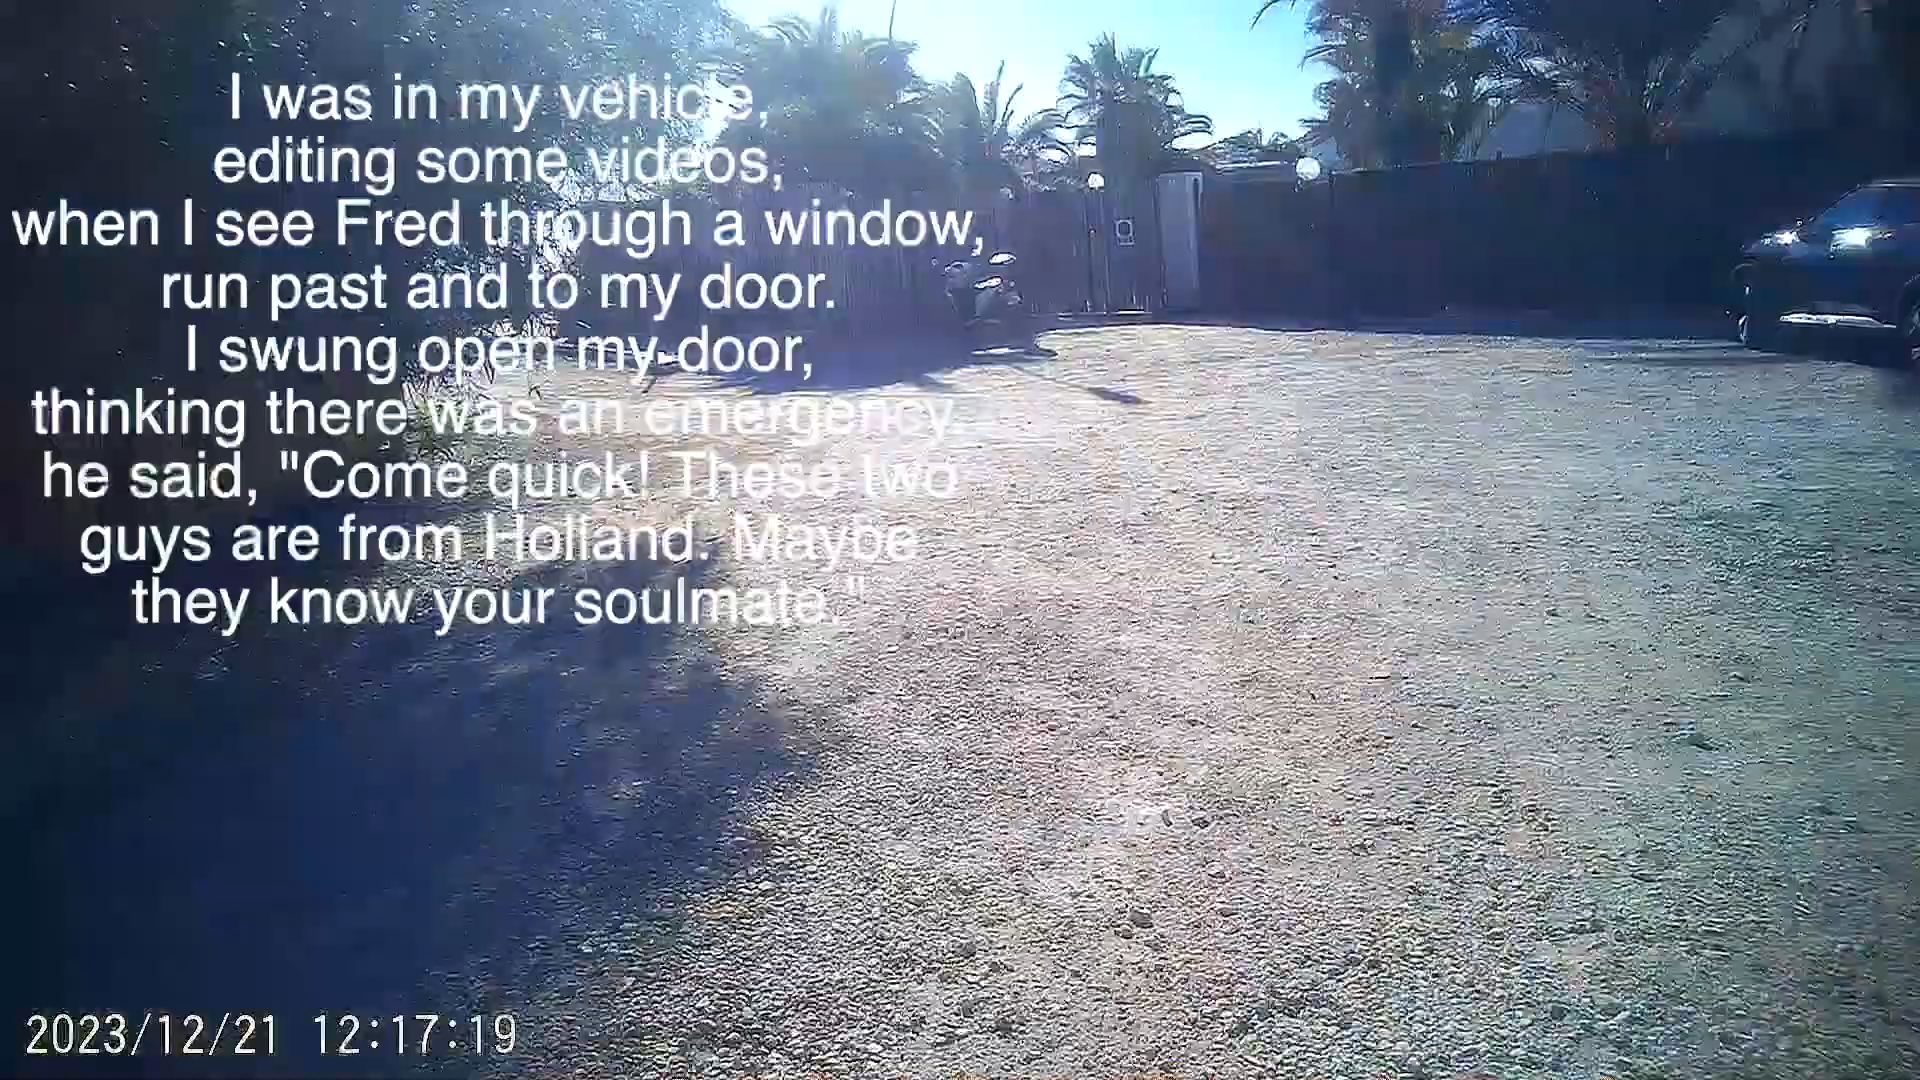 I was in my vehicle,
editing some videos,
when I see Fred through a window,
run past and to my door.
I swung open my door,
thinking there was an emergency.
he said, "Come quick! These two
guys are from Holland. Maybe
they know your soulmate."
2023/12/21 12:17:19